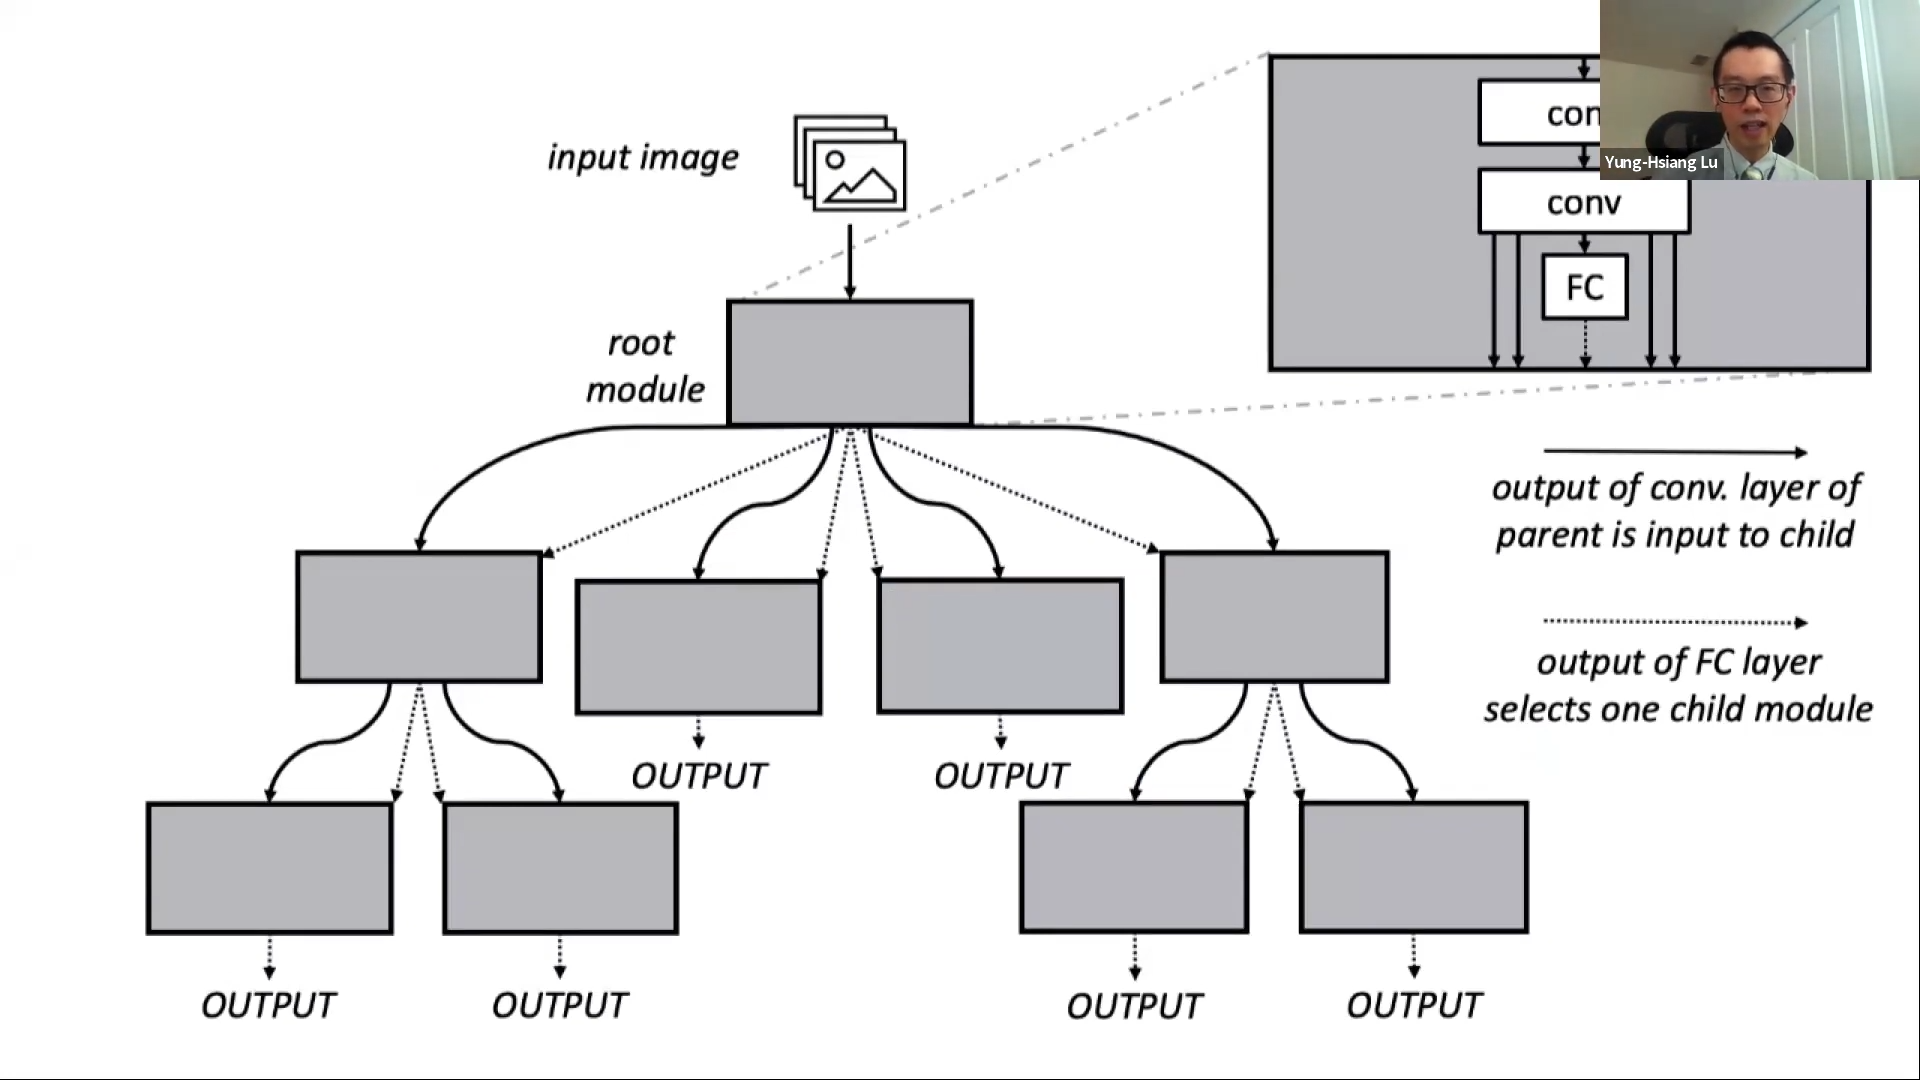 input image
conv
Yung-Hsiang Lu
FC
root
module
output of conv. layer of
parent is input to child
output of FC layer
selects one child module
OUTPUT
OUTPUT
OUTPUT
OUTPUT
OUTPUT
OUTPUT